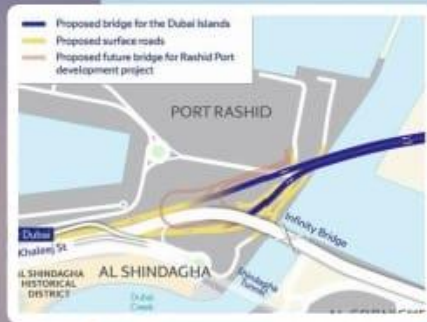 Proposed bridge for the Dubai Islands
Proposed surface roads
Proposed future bridge for Rashid Port
development project
PORT RASHID
Dubai
Khaleej St
Infinity Bridge
AL SHINDAGHA
HISTORICAL
DISTRICT
AL SHINDAGHA
Shindagha
Tunnel
Dubai
Creek